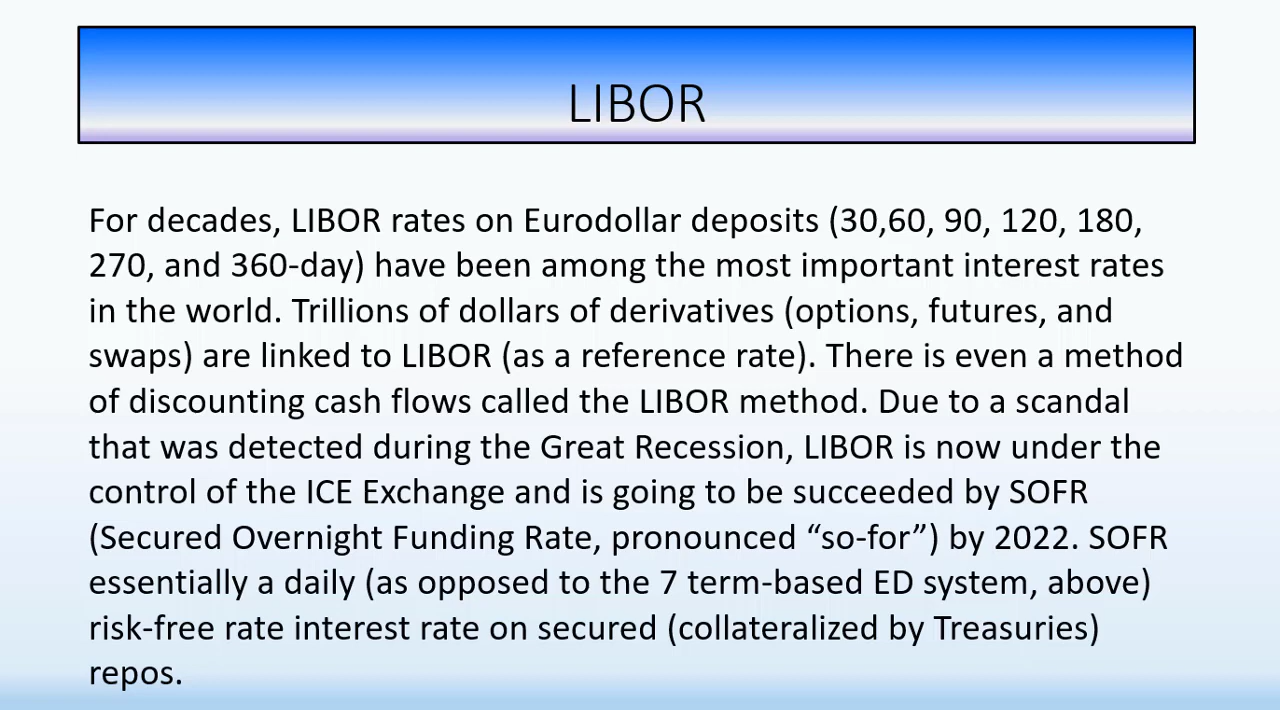 LIBOR
For decades, LIBOR rates on Eurodollar deposits (30,60, 90, 120, 180,
270, and 360-day) have been among the most important interest rates
in the world. Trillions of dollars of derivatives (options, futures, and
swaps) are linked to LIBOR (as a reference rate). There is even a method
of discounting cash flows called the LIBOR method. Due to a scandal
that was detected during the Great Recession, LIBOR is now under the
control of the ICE Exchange and is going to be succeeded by SOFR
(Secured Overnight Funding Rate, pronounced “so-for”) by 2022. SOFR
essentially a daily (as opposed to the 7 term-based ED system, above)
risk-free rate interest rate on secured (collateralized by Treasuries)
repos.